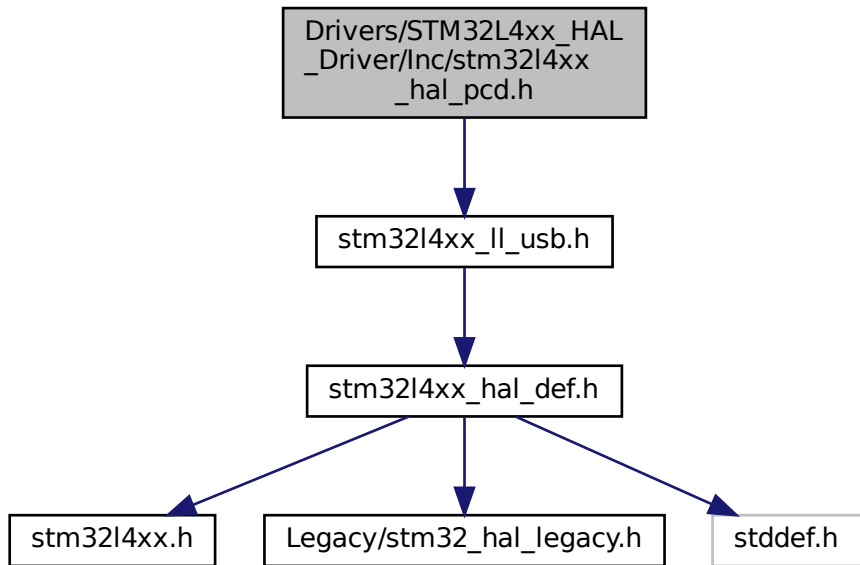 Drivers/STM32L4xx_HAL
_Driver/Inc/stm32l4xx
_hal_pcd.h
stm32l4xx_ll_usb.h
stm32l4xx_hal_def.h
stm32l4xx.h
Legacy/stm32_hal_legacy.h
stddef.h